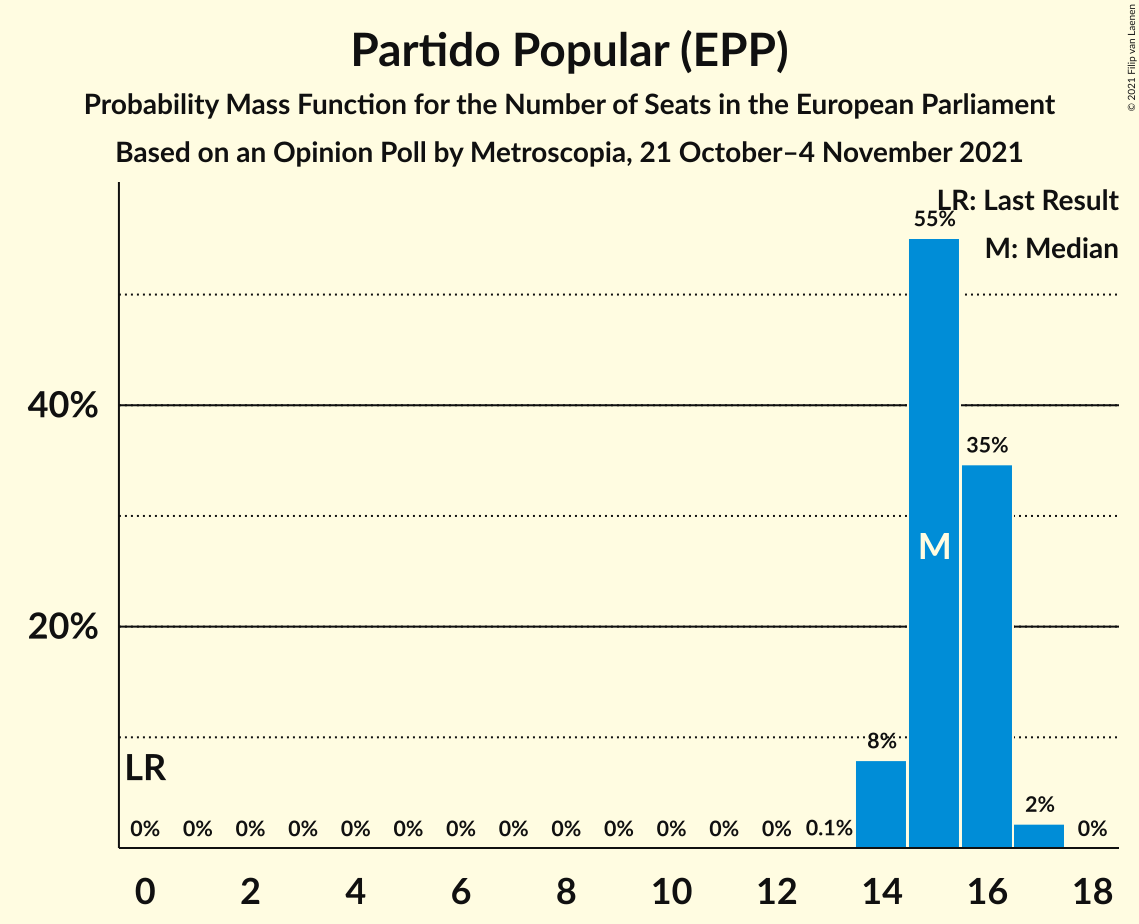 Partido Popular (EPP)
Probability Mass Function for the Number of Seats in the European Parliament
Based on an Opinion Poll by Metroscopia, 21 October–4 November 2021
© 2021 Filip van Laenen
LR: Last Result
M: Median
55%
40%
35%
M
20%
8%
LR
2%
0% 0% 0% 0% 0% 0% 0% 0% 0% 0% 0% 0% 0% 0.1% 0%
0 2 4 6 8 10 12 14 16 18